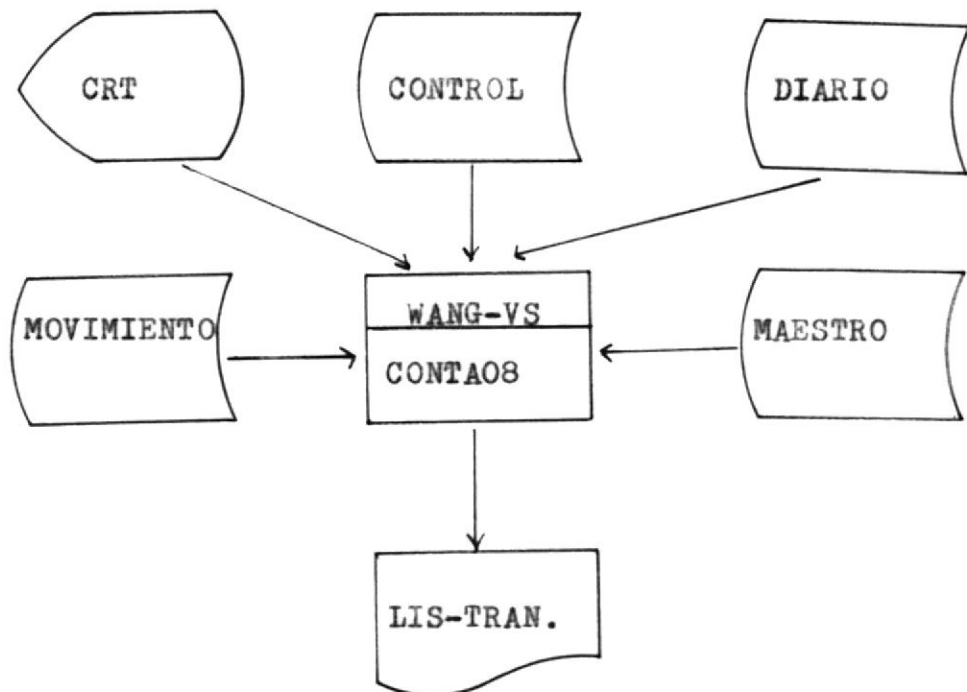 CRT
CONTROL
DIARIO
MOVIMIENTO
WANG-VS
MAESTRO
CONTA08
LIS-TRAN.